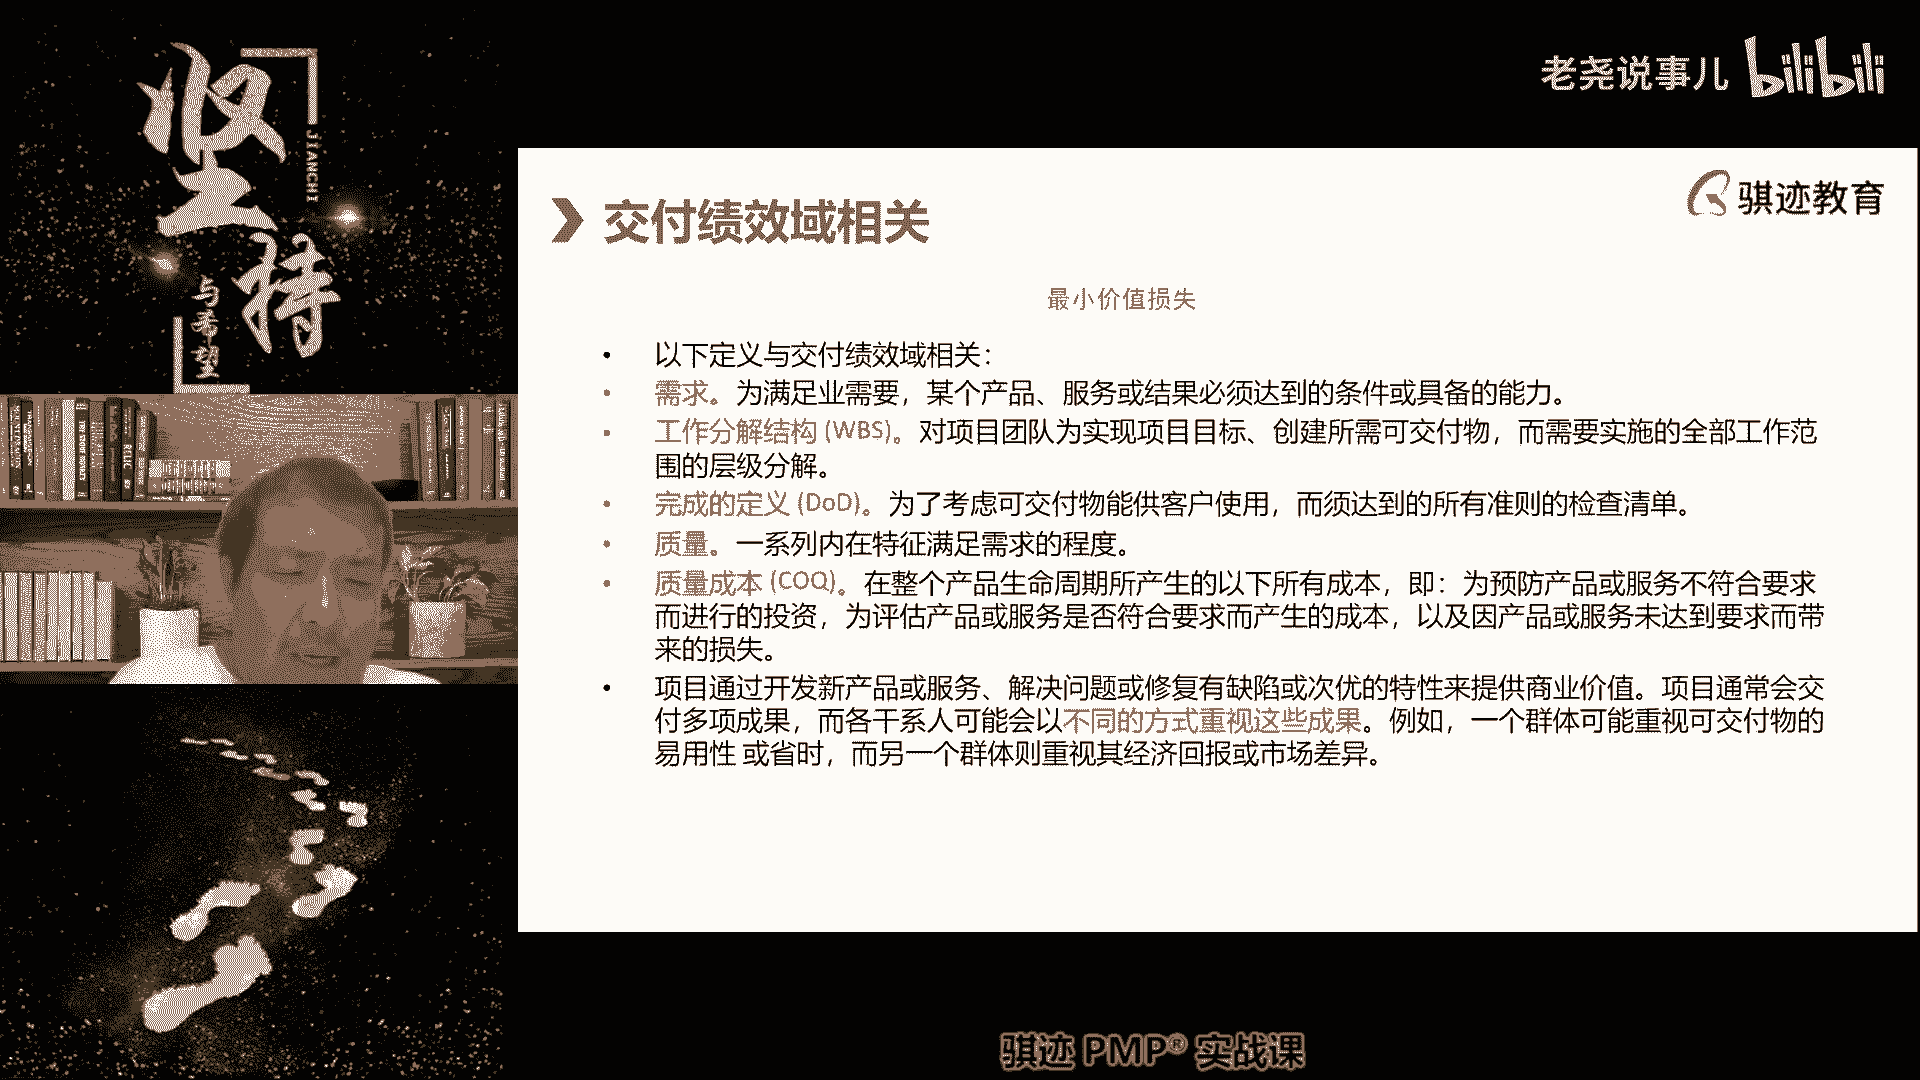 坚持
JIANCHI
与希望
老尧说事儿 bilibili
骐迹教育
交付绩效域相关
最小价值损失
• 以下定义与交付绩效域相关：
• 需求。为满足业需要，某个产品、服务或结果必须达到的条件或具备的能力。
• 工作分解结构 (WBS)。对项目团队为实现项目目标、创建所需可交付物，而需要实施的全部工作范
围的层级分解。
• 完成的定义 (DoD)。为了考虑可交付物能供客户使用，而须达到的所有准则的检查清单。
• 质量。一系列内在特征满足需求的程度。
• 质量成本 (COQ)。在整个产品生命周期所产生的以下所有成本，即：为预防产品或服务不符合要求
而进行的投资，为评估产品或服务是否符合要求而产生的成本，以及因产品或服务未达到要求而带
来的损失。
• 项目通过开发新产品或服务、解决问题或修复有缺陷或次优的特性来提供商业价值。项目通常会交
付多项成果，而各干系人可能会以不同的方式重视这些成果。例如，一个群体可能重视可交付物的
易用性 或省时，而另一个群体则重视其经济回报或市场差异。
骐迹 PMP® 实战课